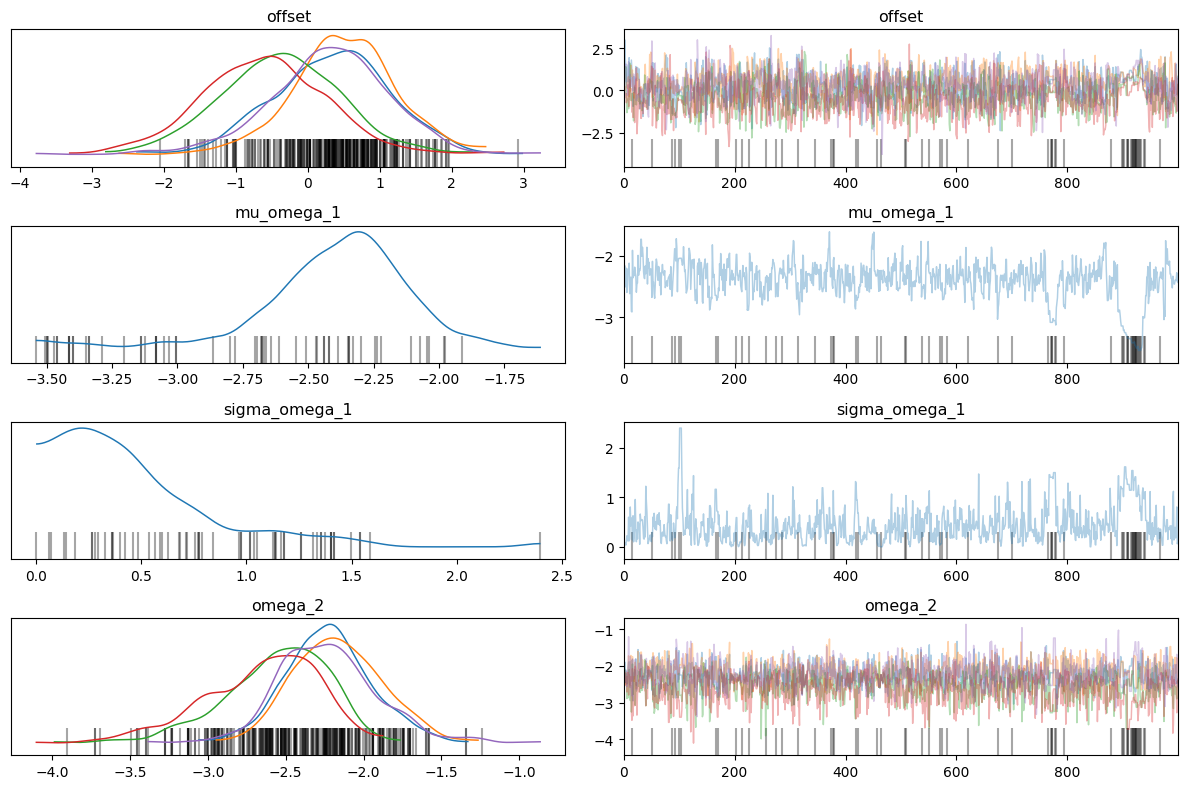 offset offset
2.5
0.0
−2.5
−4 −3 −2 −1 0 1 2 3 0 200 400 600 800
mu_omega_1 mu_omega_1
−2
−3
−3.50 −3.25 −3.00 −2.75 −2.50 −2.25 −2.00 −1.75 0 200 400 600 800
sigma_omega_1 sigma_omega_1
2
1
0
0.0 0.5 1.0 1.5 2.0 2.5 0 200 400 600 800
omega_2 omega_2
−1
−2
−3
−4
−4.0 −3.5 −3.0 −2.5 −2.0 −1.5 −1.0 0 200 400 600 800